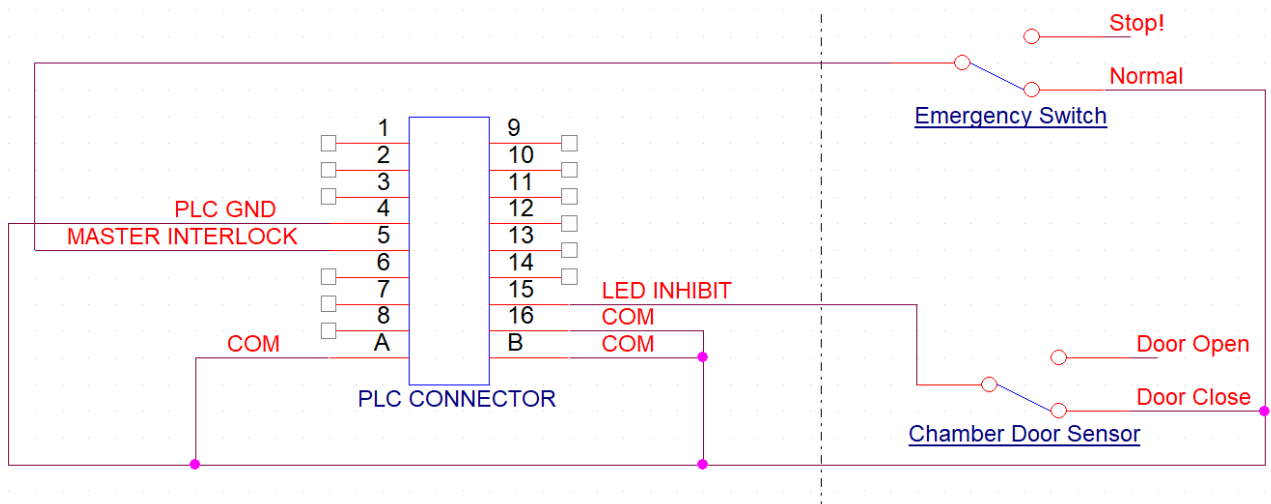 Stop!
Normal
Emergency Switch
1
9
2
10
3
11
PLC GND
4
12
MASTER INTERLOCK
5
13
6
14
7
15
LED INHIBIT
8
16
COM
COM
A
B
COM
Door Open
PLC CONNECTOR
Door Close
Chamber Door Sensor